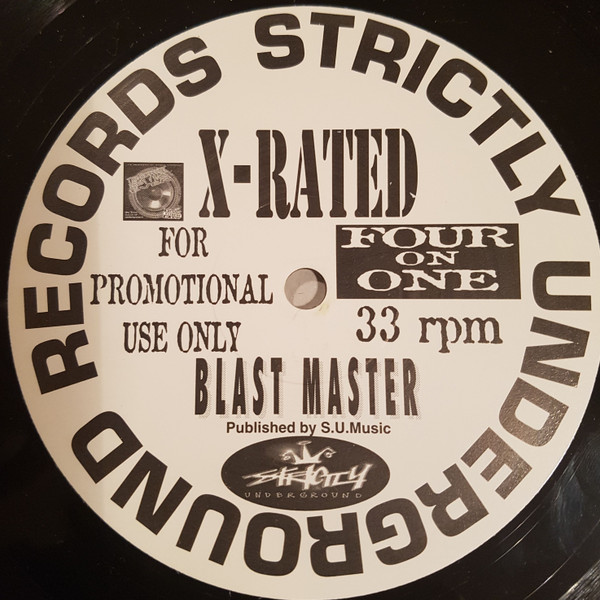 STRICTLY UNDERGROUND RECORDS
X-RATED
FOR
PROMOTIONAL
USE ONLY
FOUR
ON
ONE
33 rpm
BLAST MASTER
Published by S.U.Music
STRICTLY
UNDERGROUND